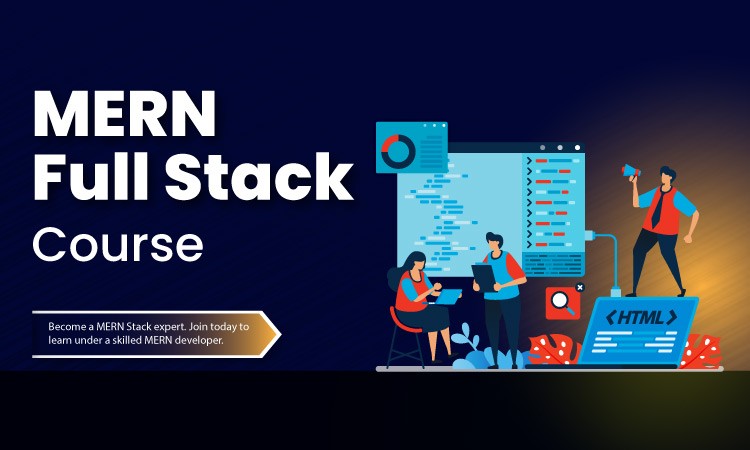 MERN
Full Stack
Course
Become a MERN Stack expert. Join today to
learn under a skilled MERN developer.
<HTML>